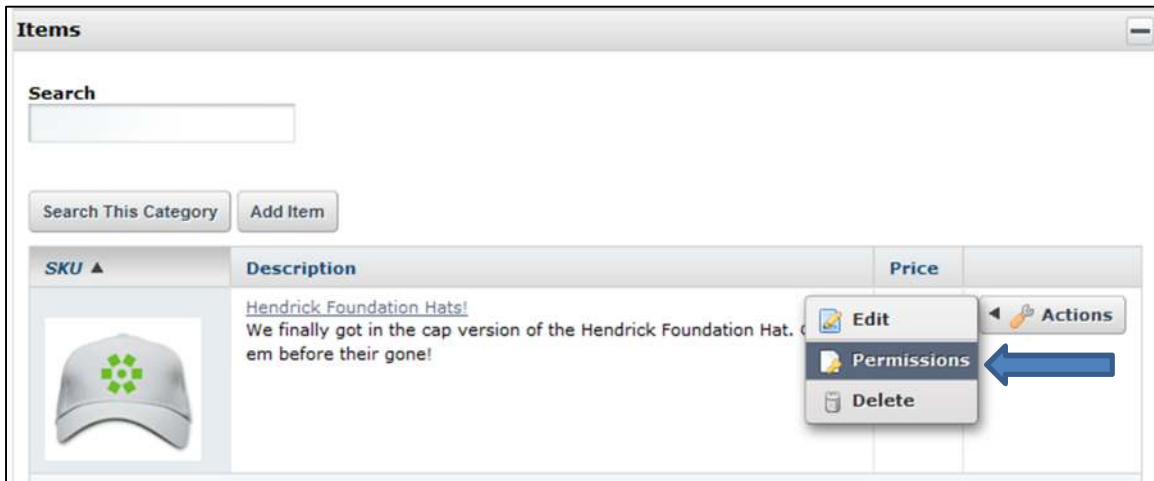 Items
Search
Search This Category
Add Item
SKU ▲
Description
Price
Hendrick Foundation Hats!
We finally got in the cap version of the Hendrick Foundation Hat.
em before their gone!
Edit
Permissions
Delete
Actions